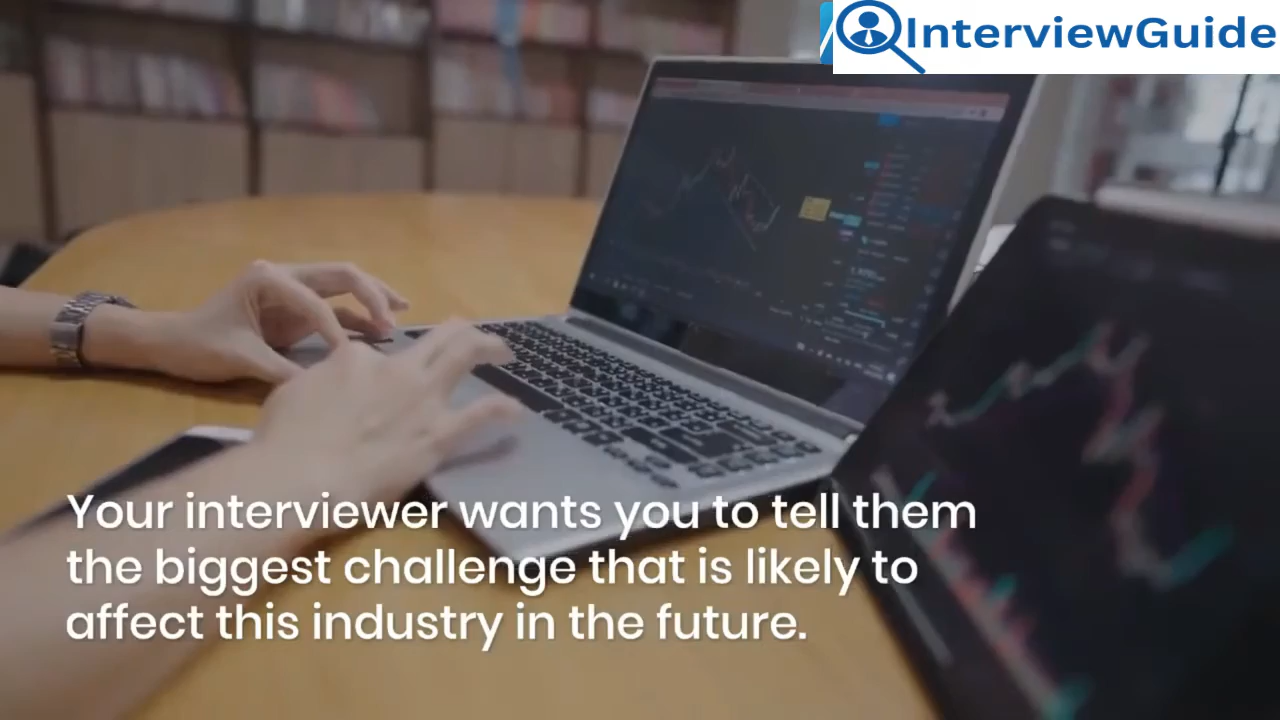 InterviewGuide
Your interviewer wants you to tell them
the biggest challenge that is likely to
affect this industry in the future.